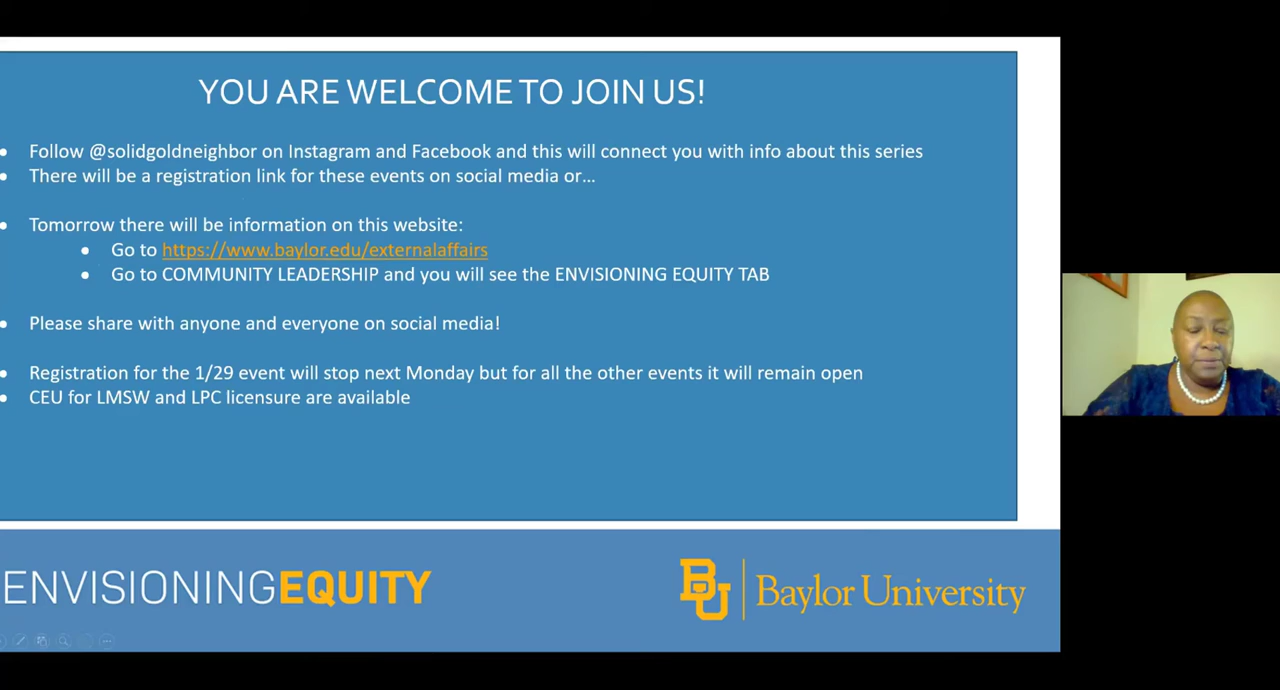 YOU ARE WELCOME TO JOIN US!
• Follow @solidgoldneighbor on Instagram and Facebook and this will connect you with info about this series
• There will be a registration link for these events on social media or...
• Tomorrow there will be information on this website:
• Go to https://www.baylor.edu/externalaffairs
• Go to COMMUNITY LEADERSHIP and you will see the ENVISIONING EQUITY TAB
• Please share with anyone and everyone on social media!
• Registration for the 1/29 event will stop next Monday but for all the other events it will remain open
• CEU for LMSW and LPC licensure are available
ENVISIONINGEQUITY
BU Baylor University